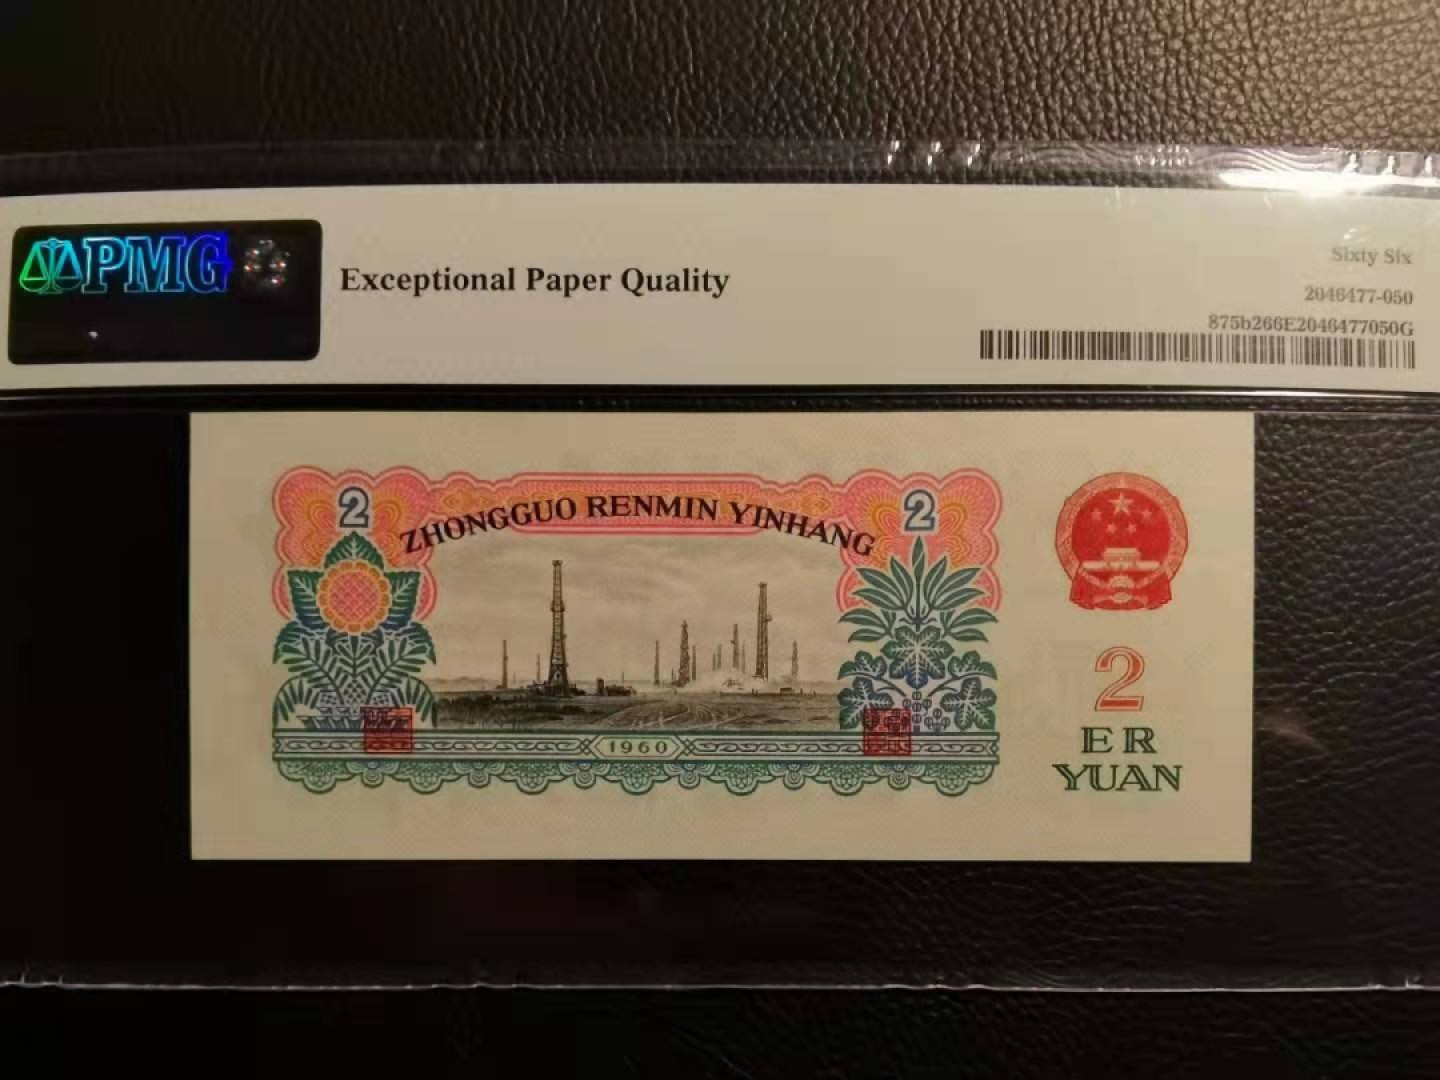 PMG
Exceptional Paper Quality
Sixty Six
2046477-050
875b266E2046477050G
2
2
ZHONGGUO RENMIN YINHANG
1960
2
ER
YUAN